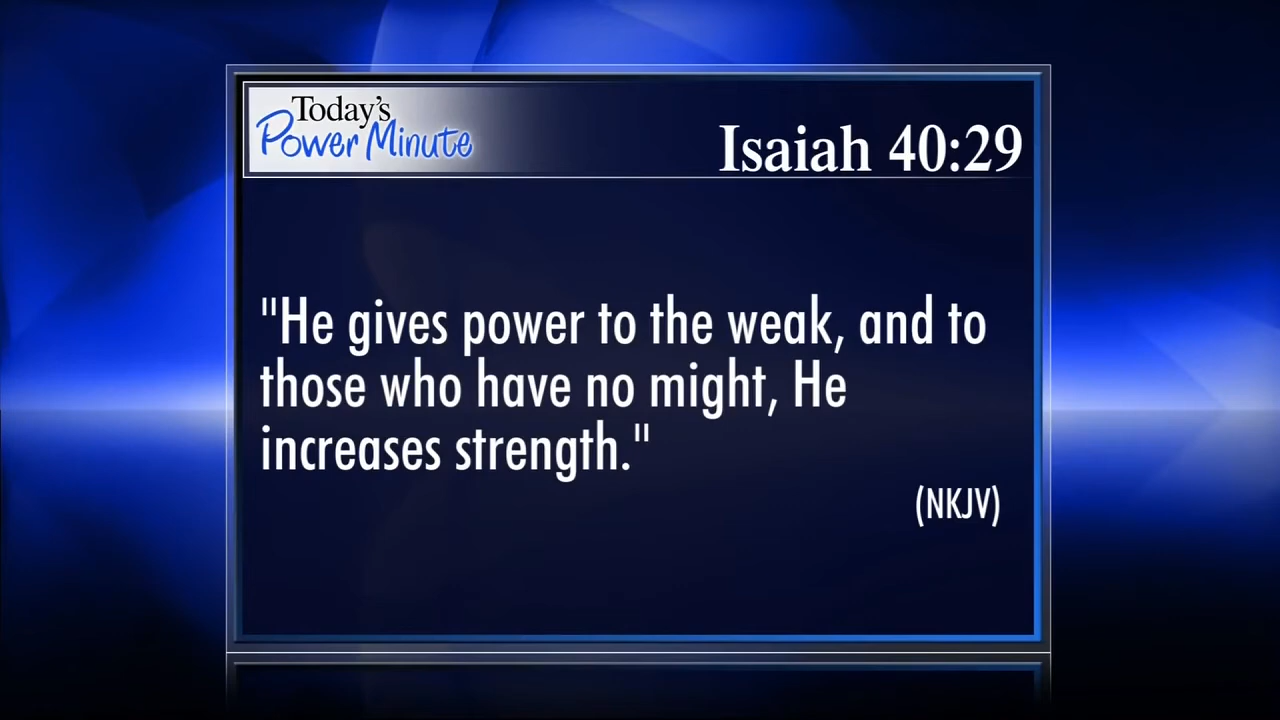 Today's
Power Minute
Isaiah 40:29
"He gives power to the weak, and to
those who have no might, He
increases strength."
(NKJV)